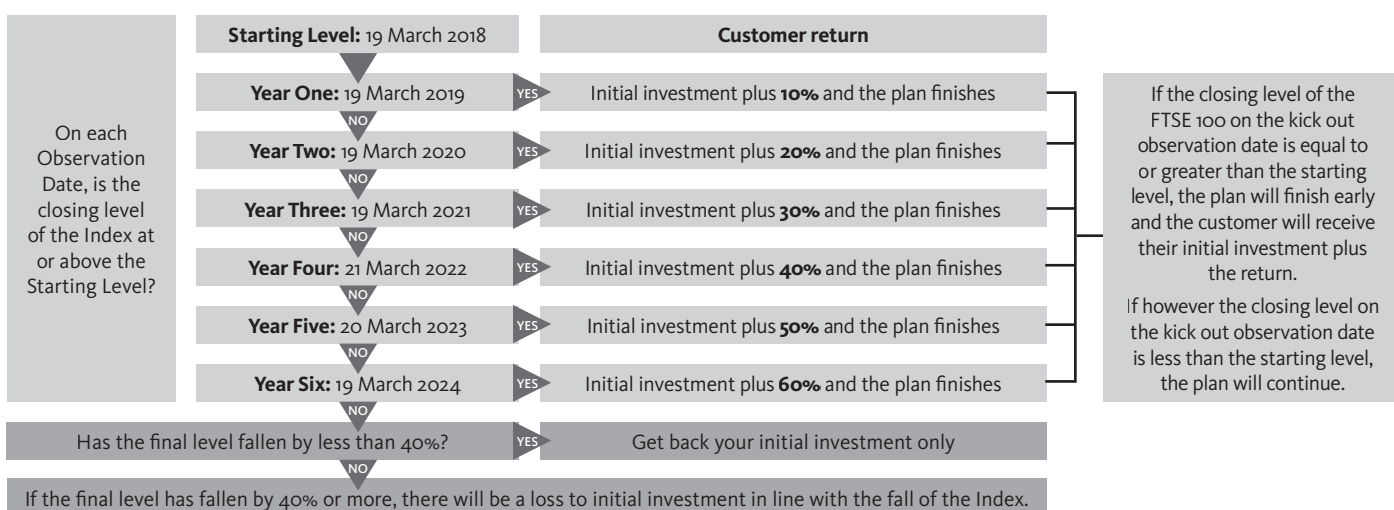 On each
Observation
Date, is the
closing level
of the Index at
or above the
Starting Level?
Starting Level: 19 March 2018
Customer return
Year One: 19 March 2019
YES
Initial investment plus 10% and the plan finishes
NO
Year Two: 19 March 2020
YES
Initial investment plus 20% and the plan finishes
NO
Year Three: 19 March 2021
YES
Initial investment plus 30% and the plan finishes
NO
Year Four: 21 March 2022
YES
Initial investment plus 40% and the plan finishes
NO
Year Five: 20 March 2023
YES
Initial investment plus 50% and the plan finishes
NO
Year Six: 19 March 2024
YES
Initial investment plus 60% and the plan finishes
NO
If the closing level of the
FTSE 100 on the kick out
observation date is equal to
or greater than the starting
level, the plan will finish early
and the customer will receive
their initial investment plus
the return.
If however the closing level on
the kick out observation date
is less than the starting level,
the plan will continue.
Has the final level fallen by less than 40%?
YES
Get back your initial investment only
NO
If the final level has fallen by 40% or more, there will be a loss to initial investment in line with the fall of the Index.